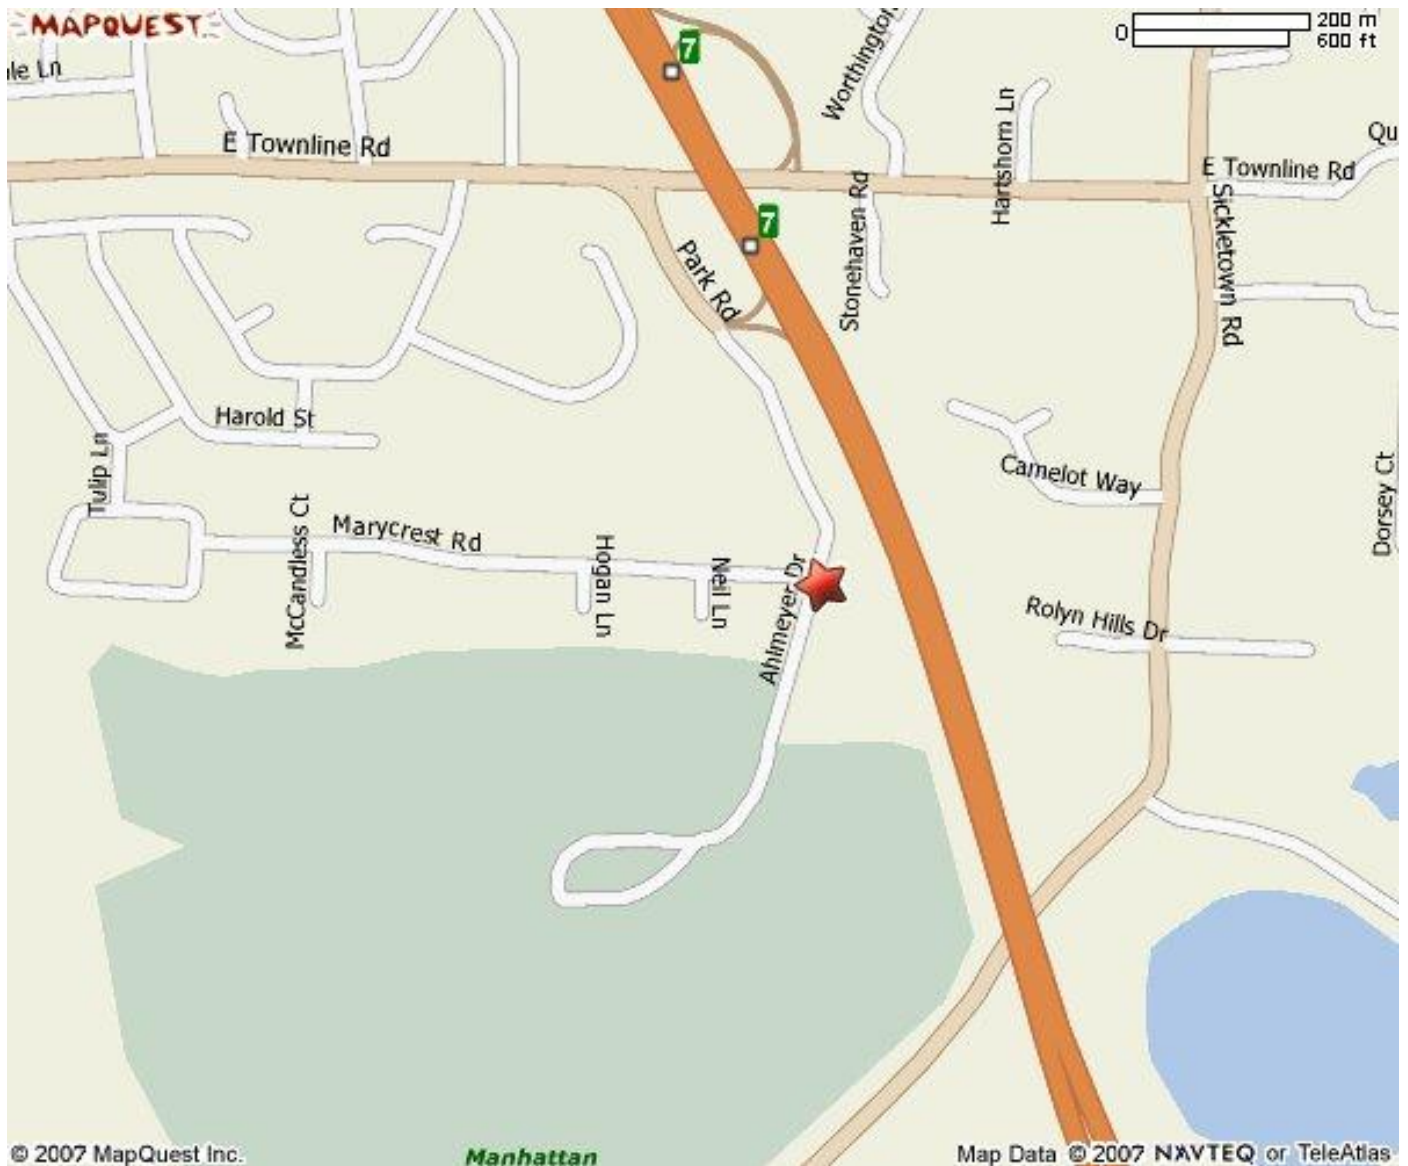 MAPQUEST
7
0
200 m
600 ft
le Ln
Worthington
Hartshorn Ln
Qu
E Townline Rd
E Townline Rd
7
Stonehaven Rd
Sickletown Rd
Park Rd
Harold St
Tulip Ln
Camelot Way
Dorsey Ct
McCandless Ct
Marycrest Rd
Hogan Ln
Neil Ln
Ahlmeyer Dr
Rolyn Hills Dr
© 2007 MapQuest Inc.
Manhattan
Map Data © 2007 NAVTEQ or TeleAtlas